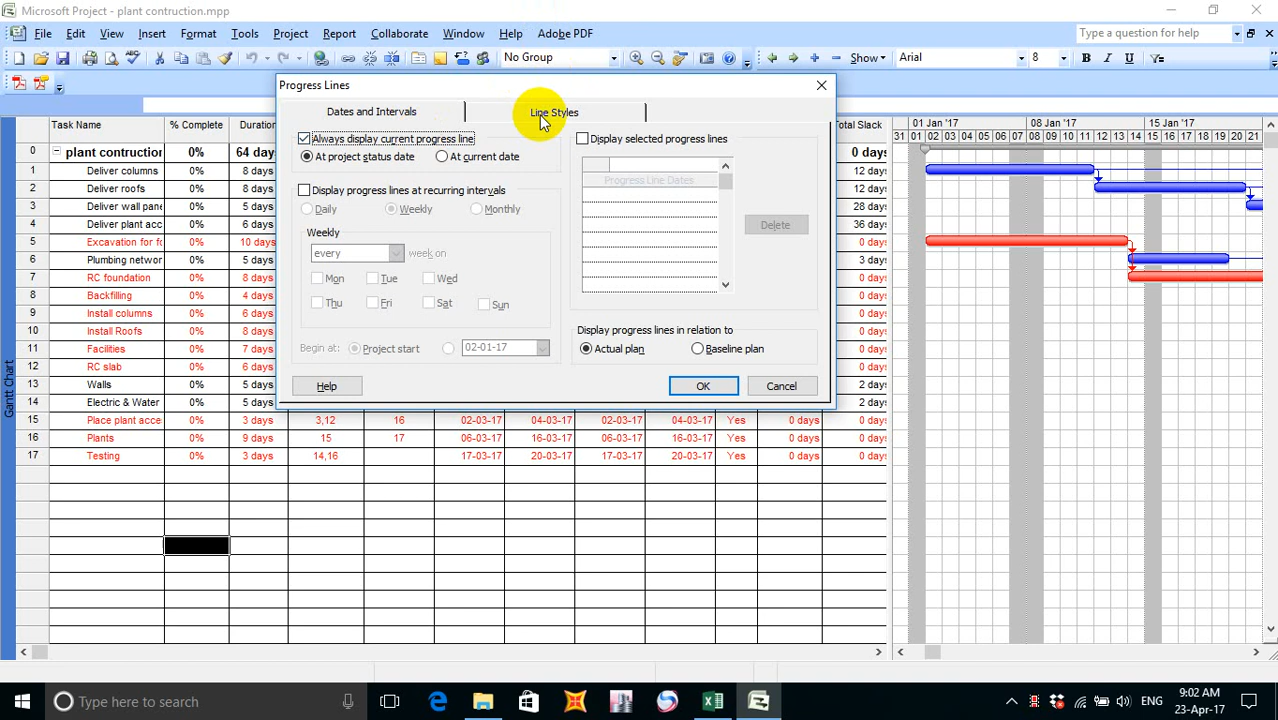 Microsoft Project - plant contruction.mpp
File Edit View Insert Format Tools Project Report Collaborate Window Help Adobe PDF
Type a question for help
No Group
Show
Arial
8
Progress Lines
Dates and Intervals
Line Styles
Always display current progress line
At project status date
At current date
Display progress lines at recurring intervals
Daily
Weekly
Monthly
Weekly
every
week on
Mon
Tue
Wed
Thu
Fri
Sat
Sun
Begin at:
Project start
02-01-17
Display selected progress lines
Progress Line Dates
Delete
Display progress lines in relation to
Actual plan
Baseline plan
Help
OK
Cancel
Task Name % Complete Duration Total Slack
01 Jan '17 08 Jan '17 15 Jan '17
31 01 02 03 04 05 06 07 08 09 10 11 12 13 14 15 16 17 18 19 20 21
0 plant contruction 0% 64 days 0 days
1 Deliver columns 0% 8 days 12 days
2 Deliver roofs 0% 8 days 12 days
3 Deliver wall pane 0% 8 days 28 days
4 Deliver plant acce 0% 8 days 36 days
5 Excavation for fo 0% 10 days 0 days
6 Plumbing networ 0% 5 days 3 days
7 RC foundation 0% 8 days 0 days
8 Backfilling 0% 3 days 0 days
9 Install columns 0% 6 days 0 days
10 Install Roofs 0% 8 days 0 days
11 Facilities 0% 5 days 0 days
12 RC slab 0% 6 days 0 days
13 Walls 0% 5 days 2 days
14 Electric & Water 0% 5 days 2 days
15 Place plant acce 0% 3 days 3,12 16 02-03-17 04-03-17 02-03-17 04-03-17 Yes 0 days 0 days
16 Plants 0% 9 days 15 17 06-03-17 16-03-17 06-03-17 16-03-17 Yes 0 days 0 days
17 Testing 0% 3 days 14,16 17-03-17 20-03-17 17-03-17 20-03-17 Yes 0 days 0 days
Gantt Chart
Type here to search
ENG
9:02 AM
23-Apr-17